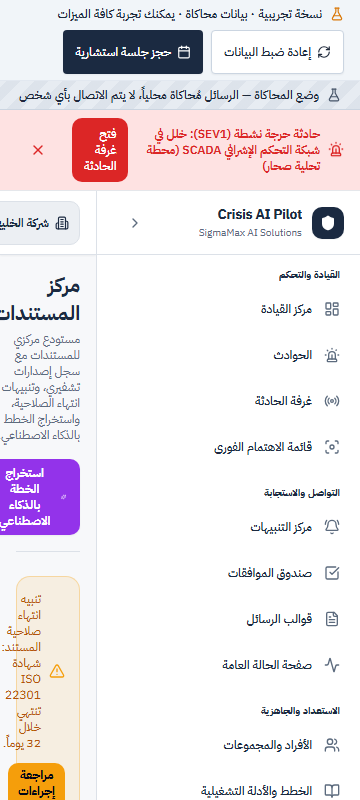 نسخة تجريبية · بيانات محاكاة · يمكنك تجربة كافة الميزات
إعادة ضبط البيانات
حجز جلسة استشارية
وضع المحاكاة — الرسائل مُحاكاة محلياً، لا يتم الاتصال بأي شخص
حادثة حرجة نشطة (SEV1): خلل في
شبكة التحكم الإشرافي SCADA (محطة
تحلية صحار)
فتح
غرفة
الحادثة
Crisis AI Pilot
SigmaMax AI Solutions
القيادة والتحكم
مركز القيادة
الحوادث
غرفة الحادثة
قائمة الاهتمام الفوري
التواصل والاستجابة
مركز التنبيهات
صندوق الموافقات
قوالب الرسائل
صفحة الحالة العامة
الاستعداد والجاهزية
الأفراد والمجموعات
الخطط والأدلة التشغيلية
شركة
مركز
المستندات
مستودع مركزي
للمستندات مع
سجل إصدارات
تشفيري، وتنبيهات
انتهاء الصلاحية،
واستخراج الخطط
بالذكاء الاصطناعي.
استخراج
الخطة
بالذكاء
الاصطناعي
تنبيه
انتهاء
صلاحية
المستند:
شهادة
ISO
22301
تنتهي
خلال
32 يوماً.
مراجعة
إجراءات